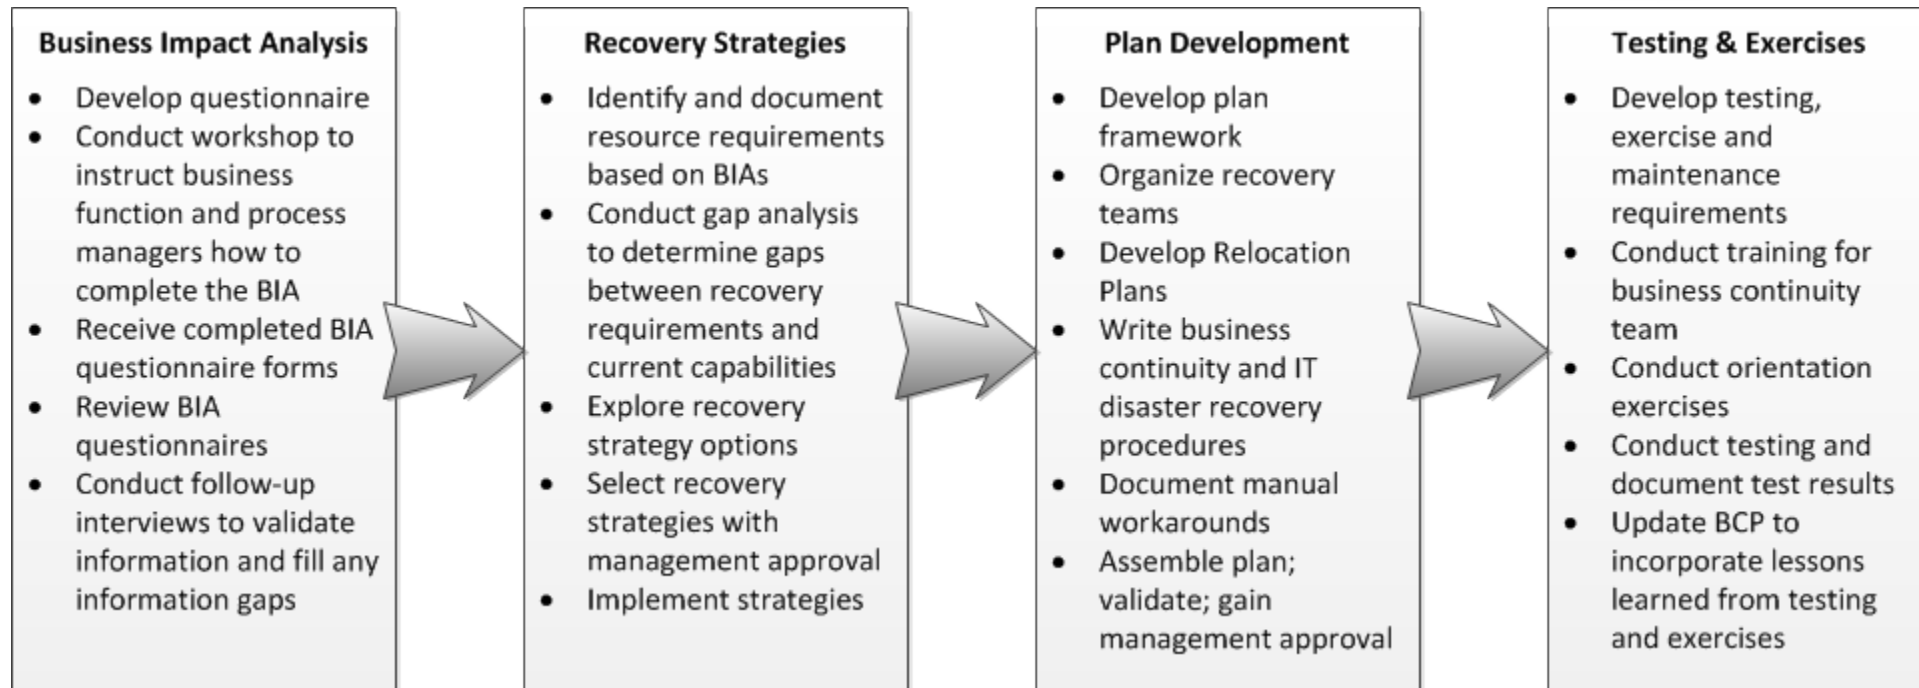 Business Impact Analysis
• Develop questionnaire
• Conduct workshop to
instruct business
function and process
managers how to
complete the BIA
• Receive completed BIA
questionnaire forms
• Review BIA
questionnaires
• Conduct follow-up
interviews to validate
information and fill any
information gaps
Recovery Strategies
• Identify and document
resource requirements
based on BIAs
• Conduct gap analysis
to determine gaps
between recovery
requirements and
current capabilities
• Explore recovery
strategy options
• Select recovery
strategies with
management approval
• Implement strategies
Plan Development
• Develop plan
framework
• Organize recovery
teams
• Develop Relocation
Plans
• Write business
continuity and IT
disaster recovery
procedures
• Document manual
workarounds
• Assemble plan;
validate; gain
management approval
Testing & Exercises
• Develop testing,
exercise and
maintenance
requirements
• Conduct training for
business continuity
team
• Conduct orientation
exercises
• Conduct testing and
document test results
• Update BCP to
incorporate lessons
learned from testing
and exercises